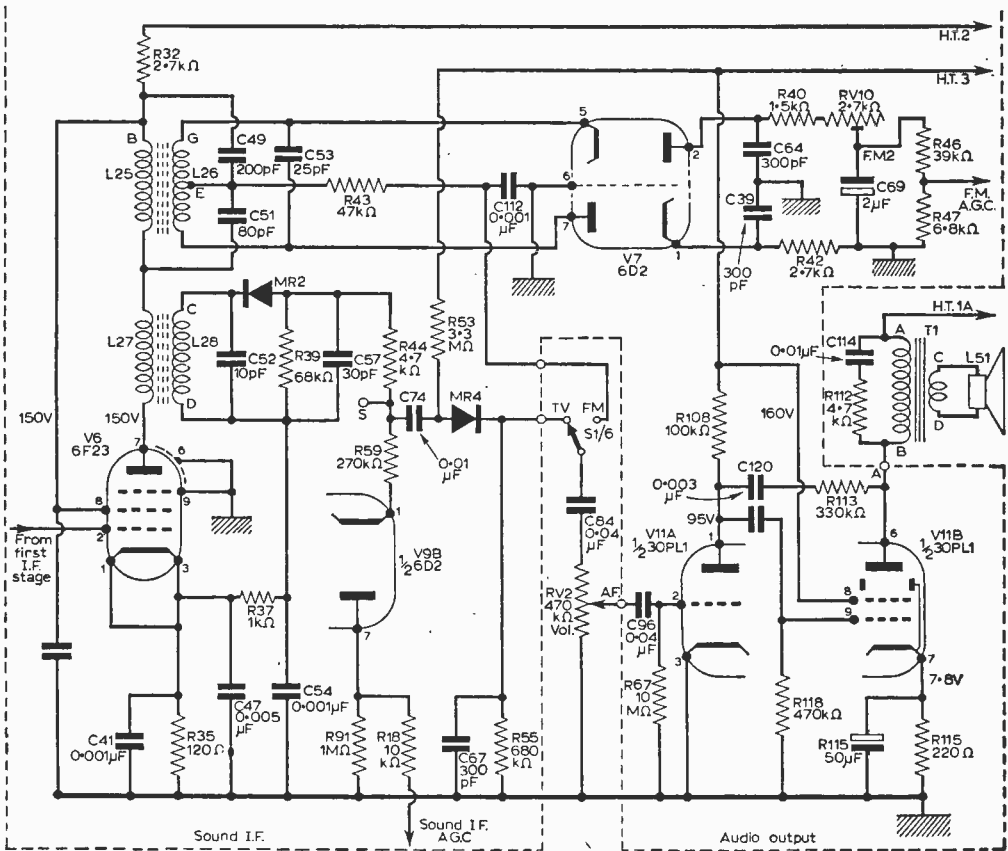 H.T.2
R32
2·7kΩ
H.T.3
B
G
L25
L26
E
C49
200pF
C53
25pF
C51
80pF
R43
47kΩ
C112
0·001
μF
5
6
7
2
1
V7
6D2
C64
300pF
C39
300
pF
R40
1·5kΩ
RV10
2·7kΩ
F.M2
C69
2μF
R46
39kΩ
F.M.
A.G.C.
R47
6·8kΩ
R42
2·7kΩ
L27
L28
C
D
MR2
C52
10pF
R39
68kΩ
C57
30pF
R44
4·7
kΩ
R53
3·3
MΩ
S
C74
0·01
μF
MR4
R59
270kΩ
TV
FM
S1/6
H.T.1A
A
T1
C114
0·01μF
C
L51
R112
4·7
kΩ
D
B
A
150V
150V
V6
6F23
7
6
8
9
2
1
3
From
first
I.F.
stage
R37
1kΩ
1
½
V9B
6D2
7
C84
0·04
μF
RV2
470
kΩ
Vol.
AF
C96
0·04
μF
R67
10
MΩ
R108
100kΩ
160V
0·003
μF
C120
R113
330kΩ
95V
1
V11A
½30PL1
2
3
6
V11B
½30PL1
8
9
7
7·8V
C41
0·001μF
R35
120Ω
C47
0·005
μF
C54
0·001μF
R91
1MΩ
R18
10
kΩ
C67
300
pF
R55
680
kΩ
R118
470kΩ
R115
50μF
R115
220Ω
Sound I.F.
Sound I.F.
A.G.C
Audio output